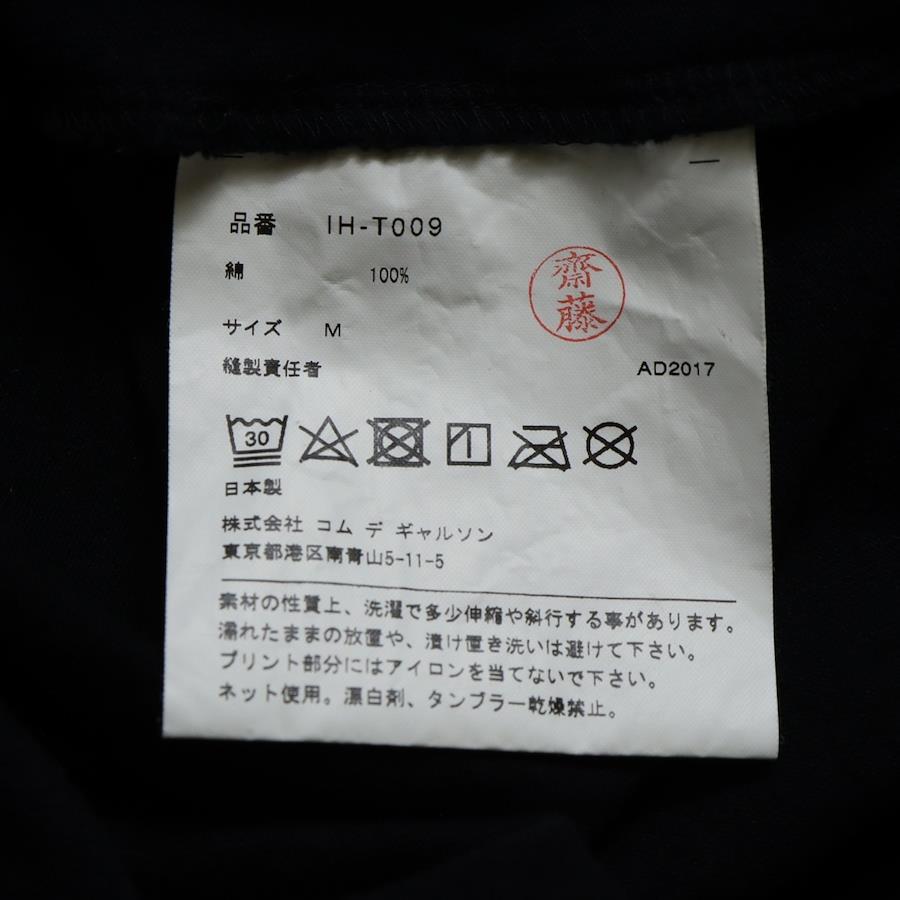 品番 IH-T009
綿 100%
齋藤
サイズ M
縫製責任者 AD2017
30
日本製
株式会社 コム デ ギャルソン
東京都港区南青山5-11-5
素材の性質上、洗濯で多少伸縮や斜行する事があります。
濡れたままの放置や、漬け置き洗いは避けて下さい。
プリント部分にはアイロンを当てないで下さい。
ネット使用。漂白剤、タンブラー乾燥禁止。